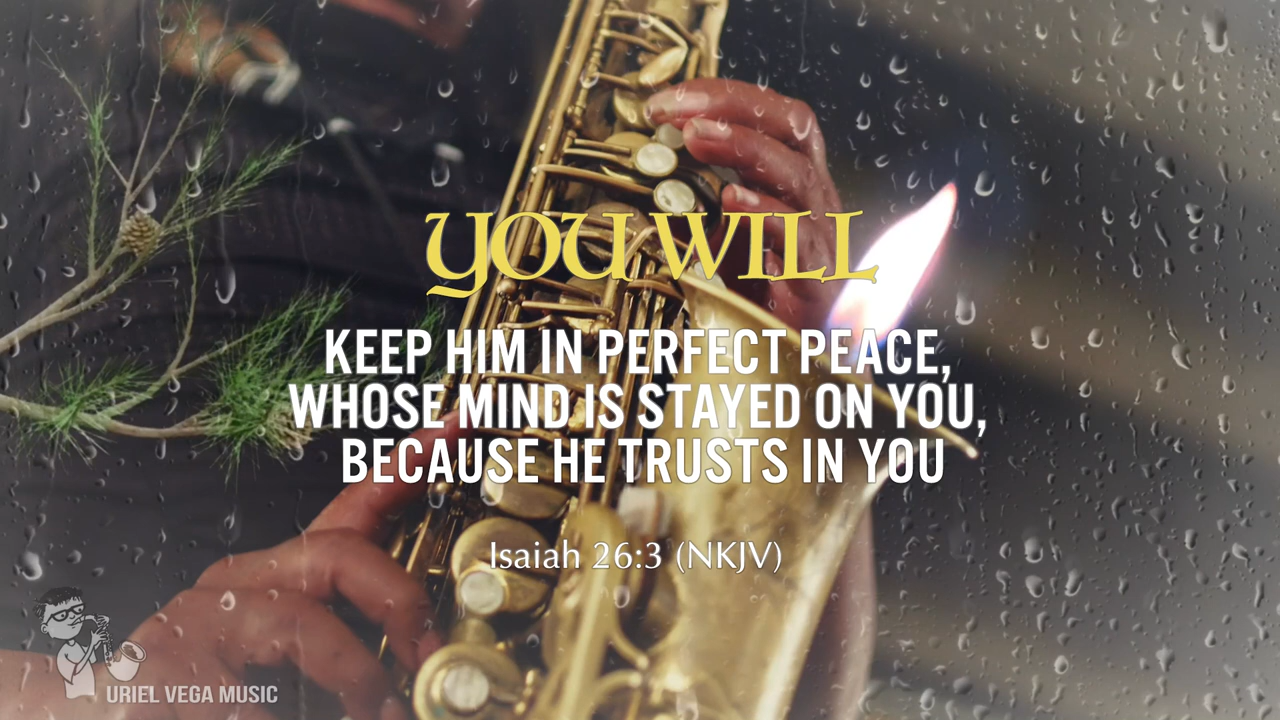 YOU WILL
KEEP HIM IN PERFECT PEACE,
WHOSE MIND IS STAYED ON YOU,
BECAUSE HE TRUSTS IN YOU
Isaiah 26:3 (NKJV)
URIEL VEGA MUSIC